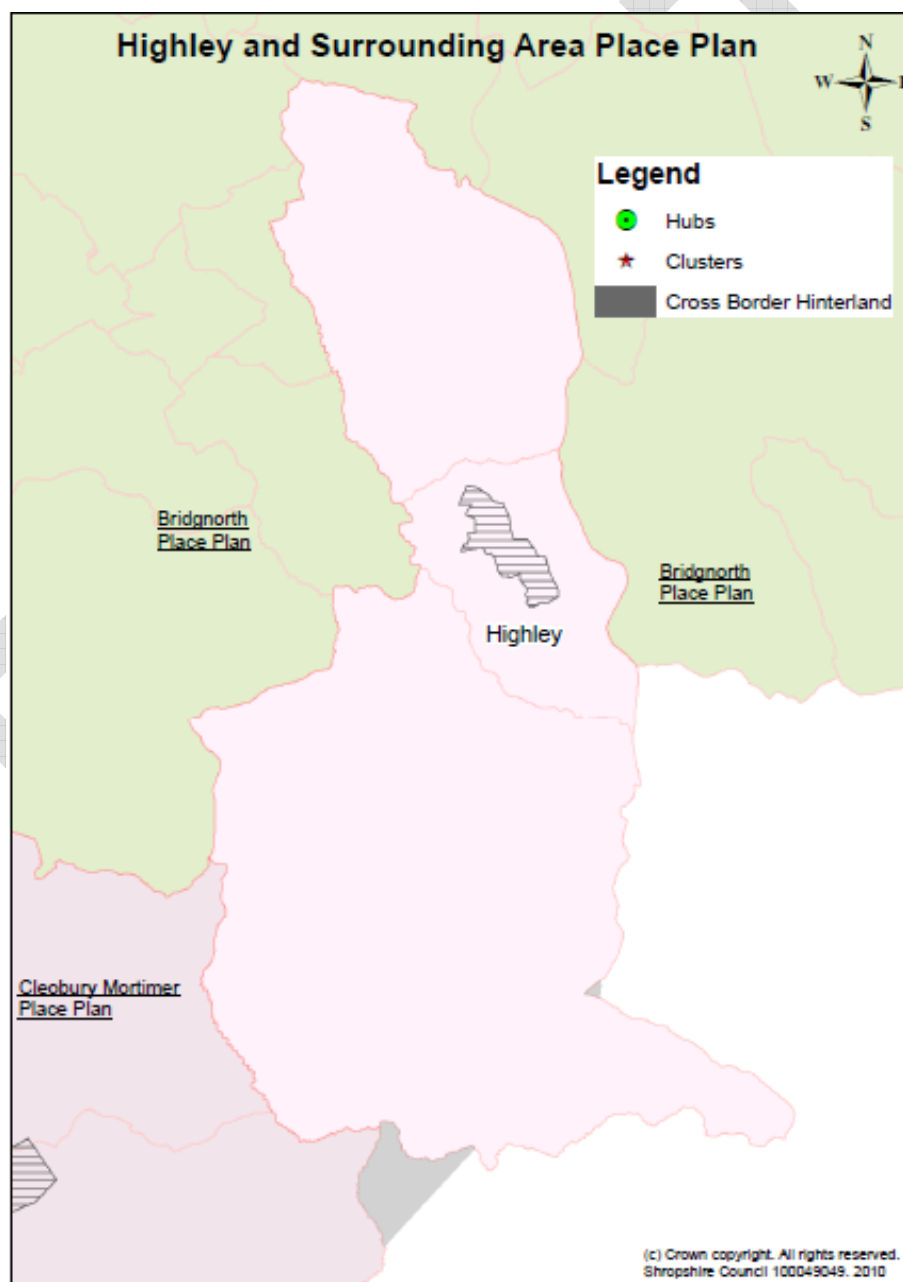 Highley and Surrounding Area Place Plan
N
W
S
Legend
Hubs
Clusters
Cross Border Hinterland
Bridgnorth
Place Plan
Bridgnorth
Place Plan
Highley
Cleobury Mortimer
Place Plan
(c) Crown copyright. All rights reserved.
Shropshire Council 100049049. 2010